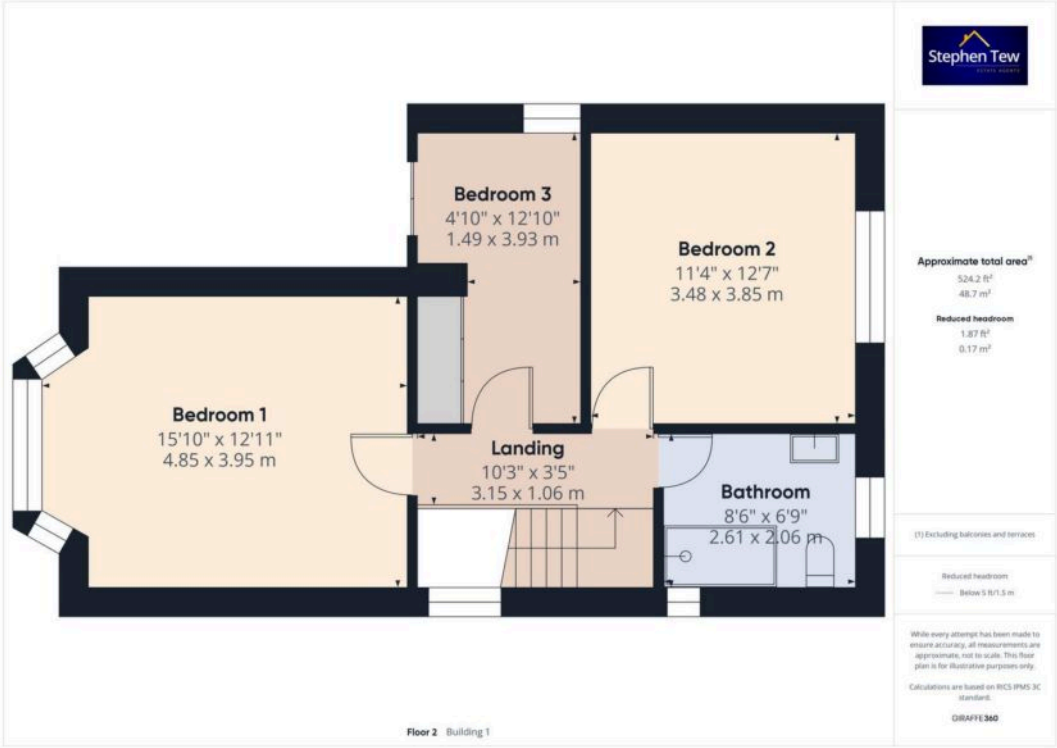 Stephen Tew
ESTATE AGENTS
Bedroom 3
4'10" x 12'10"
1.49 x 3.93 m
Bedroom 2
11'4" x 12'7"
3.48 x 3.85 m
Bedroom 1
15'10" x 12'11"
4.85 x 3.95 m
Landing
10'3" x 3'5"
3.15 x 1.06 m
Bathroom
8'6" x 6'9"
2.61 x 2.06 m
Floor 2 Building 1
Approximate total area⁽¹⁾
524.2 ft²
48.7 m²
Reduced headroom
1.87 ft²
0.17 m²
(1) Excluding balconies and terraces
Reduced headroom
Below 5 ft/1.5 m
While every attempt has been made to
ensure accuracy, all measurements are
approximate, not to scale. This floor
plan is for illustrative purposes only.
Calculations are based on RICS IPMS 3C
standard.
GIRAFFE360